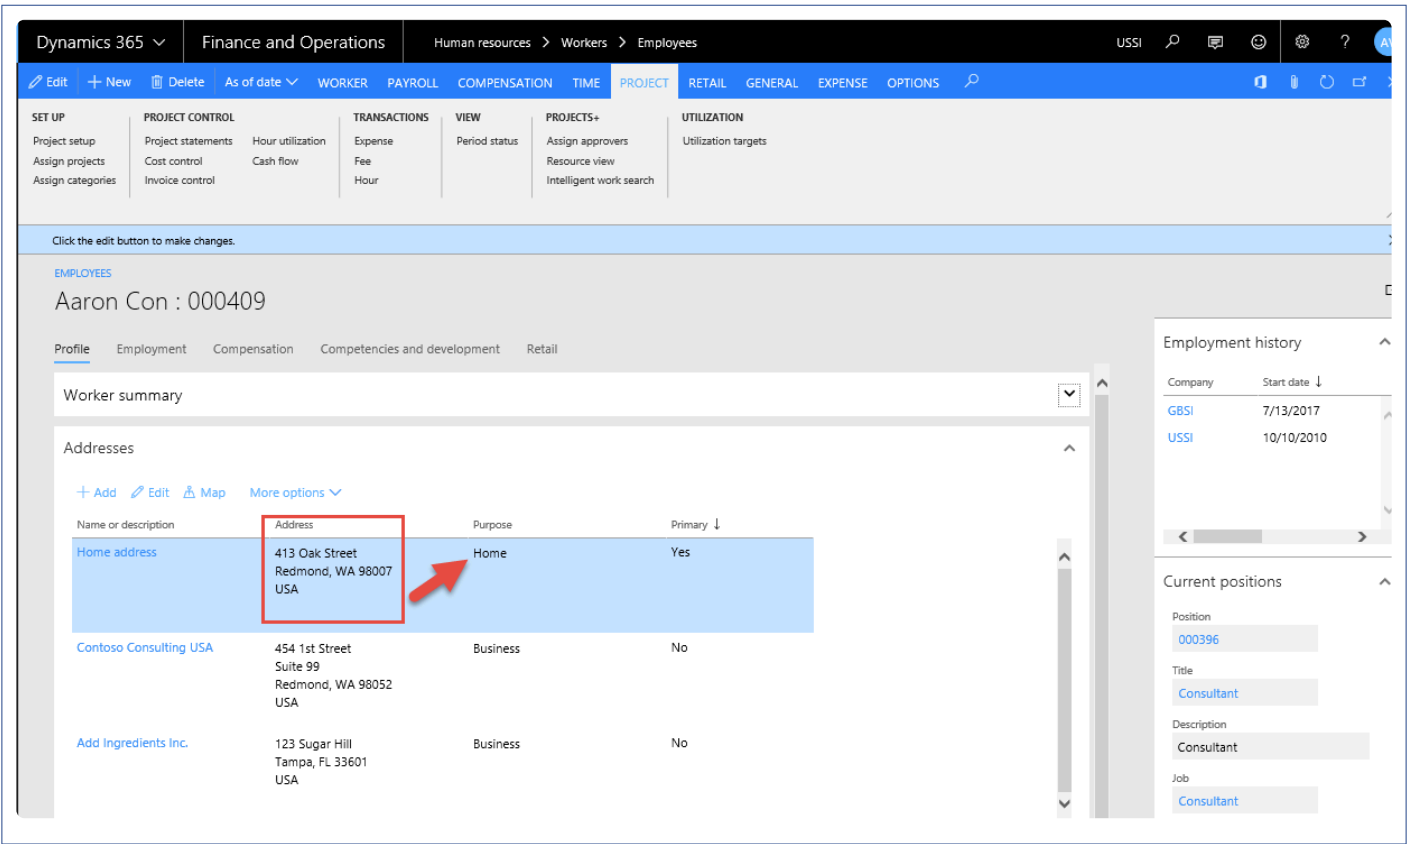 Dynamics 365 Finance and Operations Human resources > Workers > Employees USSI ?
Edit + New Delete As of date WORKER PAYROLL COMPENSATION TIME PROJECT RETAIL GENERAL EXPENSE OPTIONS
SET UP PROJECT CONTROL TRANSACTIONS VIEW PROJECTS+ UTILIZATION
Project setup Project statements Hour utilization Expense Period status Assign approvers Utilization targets
Assign projects Cost control Cash flow Fee Resource view
Assign categories Invoice control Hour Intelligent work search
Click the edit button to make changes.
EMPLOYEES
Aaron Con : 000409
Profile Employment Compensation Competencies and development Retail
Worker summary
Addresses
+ Add Edit Map More options
Name or description Address Purpose Primary ↓
Home address 413 Oak Street Home Yes
Redmond, WA 98007
USA
Contoso Consulting USA 454 1st Street Business No
Suite 99
Redmond, WA 98052
USA
Add Ingredients Inc. 123 Sugar Hill Business No
Tampa, FL 33601
USA
Employment history
Company Start date ↓
GBSI 7/13/2017
USSI 10/10/2010
Current positions
Position
000396
Title
Consultant
Description
Consultant
Job
Consultant